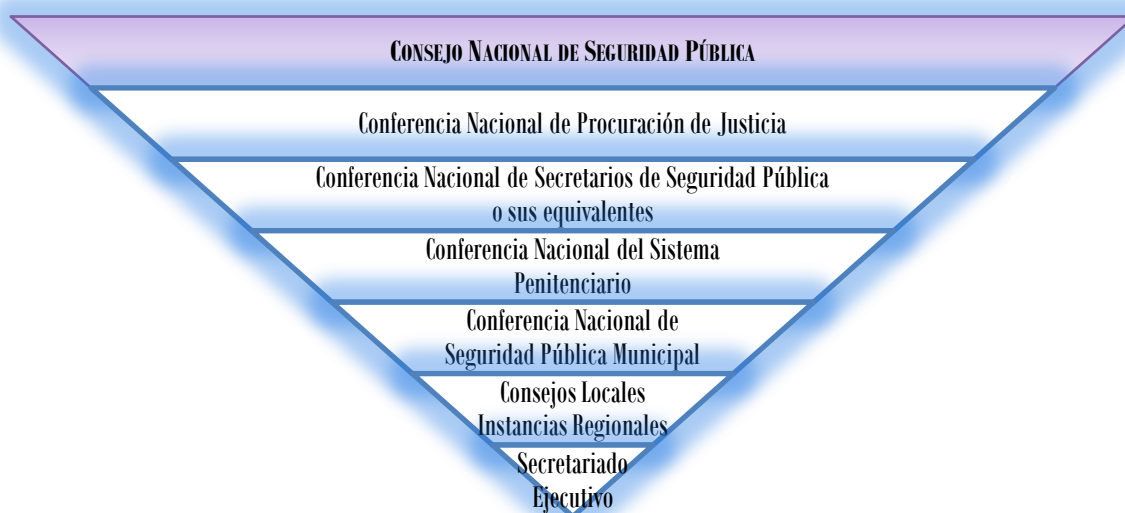 CONSEJO NACIONAL DE SEGURIDAD PÚBLICA
Conferencia Nacional de Procuración de Justicia
Conferencia Nacional de Secretarios de Seguridad Pública
o sus equivalentes
Conferencia Nacional del Sistema
Penitenciario
Conferencia Nacional de
Seguridad Pública Municipal
Consejos Locales
Instancias Regionales
Secretariado
Ejecutivo